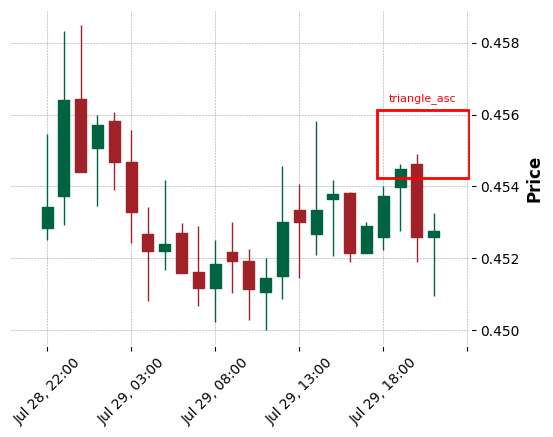 0.458
triangle_asc
0.456
0.454
0.452
0.450
Price
Jul 28, 22:00
Jul 29, 03:00
Jul 29, 08:00
Jul 29, 13:00
Jul 29, 18:00